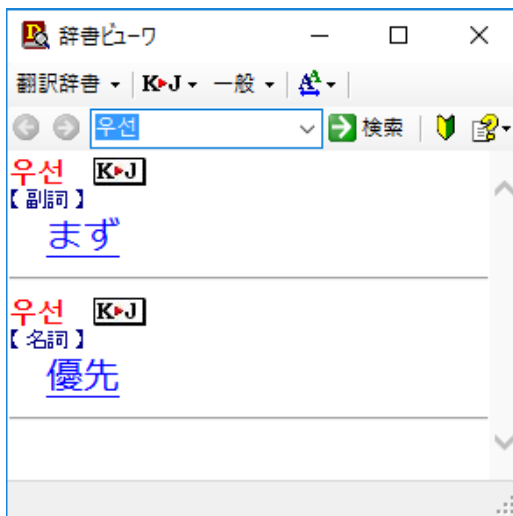 辞書ビューワ
翻訳辞書 K▶J 一般 A
우선 検索
우선 K▶J
【副詞】
まず
우선 K▶J
【名詞】
優先